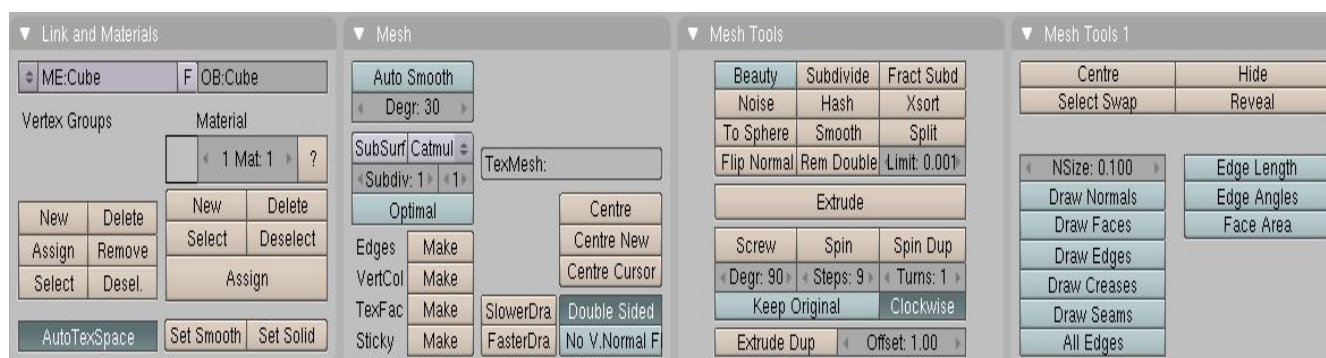 Link and Materials
ME:Cube F OB:Cube
Vertex Groups Material
1 Mat: 1 ?
New Delete
New Delete
Assign Remove
Select Deselect
Select Desel.
Assign
AutoTexSpace
Set Smooth Set Solid
Mesh
Auto Smooth
Degr: 30
SubSurf Catmul
Subdiv: 1 1
Optimal
TexMesh:
Edges Make
VertCol Make
TexFac Make
Sticky Make
Centre
Centre New
Centre Cursor
SlowerDra Double Sided
FasterDra No V.Normal F
Mesh Tools
Beauty Subdivide Fract Subd
Noise Hash Xsort
To Sphere Smooth Split
Flip Normal Rem Double Limit: 0.001
Extrude
Screw Spin Spin Dup
Degr: 90 Steps: 9 Turns: 1
Keep Original Clockwise
Extrude Dup Offset: 1.00
Mesh Tools 1
Centre Hide
Select Swap Reveal
NSize: 0.100 Edge Length
Draw Normals Edge Angles
Draw Faces Face Area
Draw Edges
Draw Creases
Draw Seams
All Edges